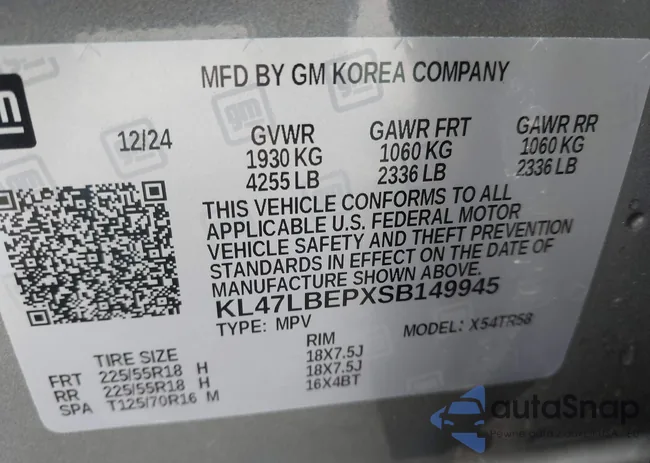 MFD BY GM KOREA COMPANY
gm
12/24
GVWR
1930 KG
4255 LB
GAWR FRT
1060 KG
2336 LB
GAWR RR
1060 KG
2336 LB
THIS VEHICLE CONFORMS TO ALL
APPLICABLE U.S. FEDERAL MOTOR
VEHICLE SAFETY AND THEFT PREVENTION
STANDARDS IN EFFECT ON THE DATE OF
MANUFACTURE SHOWN ABOVE.
KL47LBEPXSB149945
TYPE: MPV
MODEL: X54TR58
TIRE SIZE
RIM
FRT 225/55R18 H 18X7.5J
RR 225/55R18 H 18X7.5J
SPA T125/70R16 M 16X4BT
autoSnap